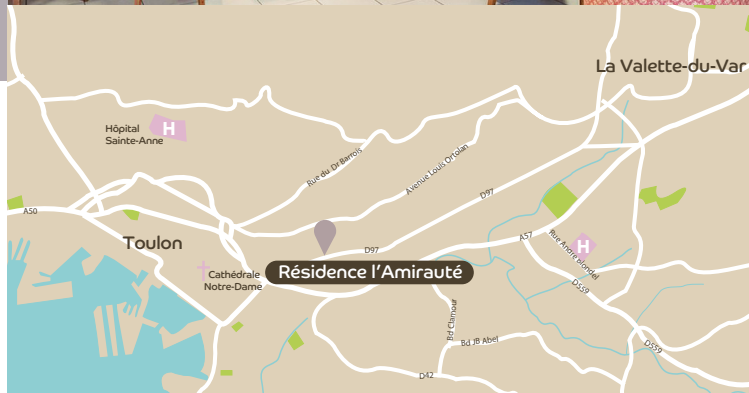 La Valette-du-Var
Hôpital
Sainte-Anne
H
Rue du Dr Barrois
Avenue Louis Ortolan
D97
A50
Toulon
D97
A57
Rue André Blondel
H
Cathédrale
Notre-Dame
Résidence l'Amirauté
D559
Bd Clamour
Bd JB Abel
D559
D42